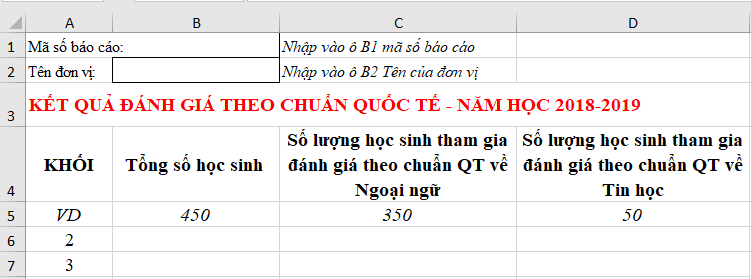 A B C D
1 Mã số báo cáo: Nhập vào ô B1 mã số báo cáo
2 Tên đơn vị: Nhập vào ô B2 Tên của đơn vị
3 KẾT QUẢ ĐÁNH GIÁ THEO CHUẨN QUỐC TẾ - NĂM HỌC 2018-2019
Số lượng học sinh tham gia Số lượng học sinh tham gia
KHỐI Tổng số học sinh đánh giá theo chuẩn QT về đánh giá theo chuẩn QT về
4 Ngoại ngữ Tin học
5 VD 450 350 50
6 2
7 3